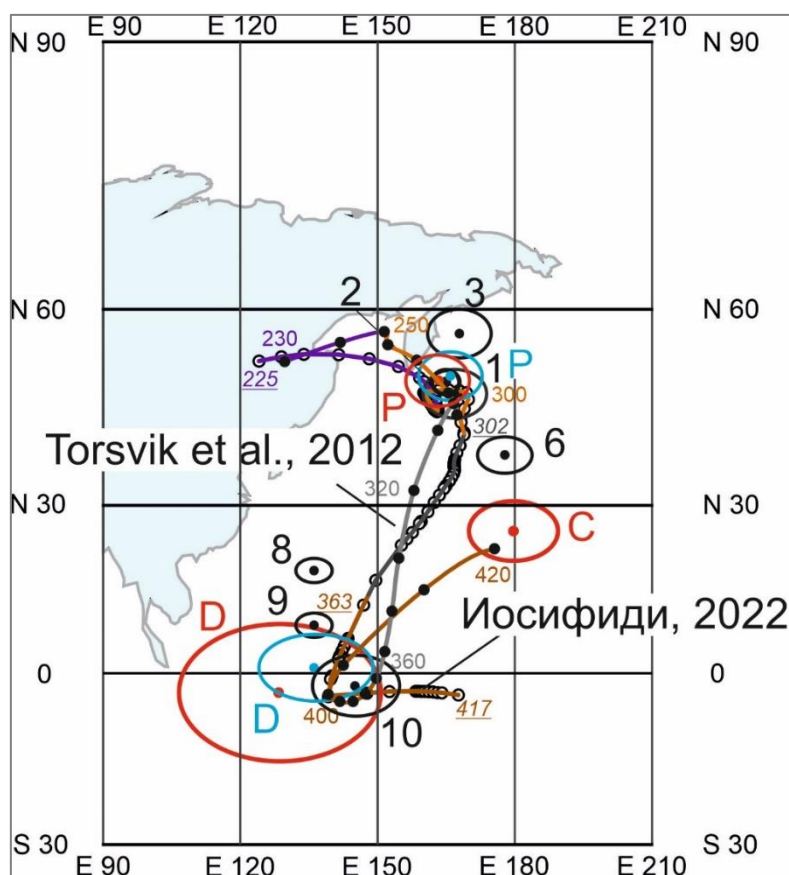 E 90 E 120 E 150 E 180 E 210
N 90 N 90
N 60 N 60
2 3
230 250
225
1 P
P 300
302
6
Torsvik et al., 2012
320
N 30 N 30
C
8
420
9 363
D Иосифиди, 2022
0 360 0
D 400 417
10
S 30 S 30
E 90 E 120 E 150 E 180 E 210